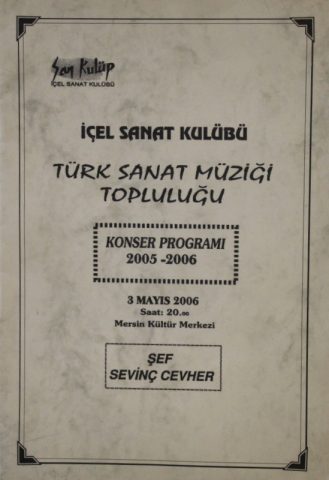 San Kulüp
İÇEL SANAT KULÜBÜ
İÇEL SANAT KULÜBÜ
TÜRK SANAT MÜZİĞİ
TOPLULUĞU
KONSER PROGRAMI
2005 -2006
3 MAYIS 2006
Saat: 20.00
Mersin Kültür Merkezi
ŞEF
SEVİNÇ CEVHER